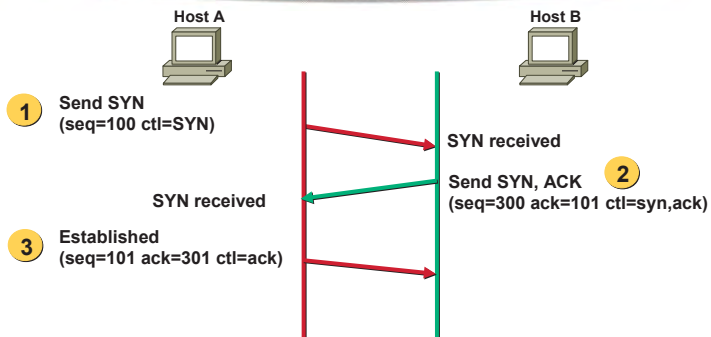 Host A
Host B
1
Send SYN
(seq=100 ctl=SYN)
SYN received
Send SYN, ACK
2
(seq=300 ack=101 ctl=syn,ack)
SYN received
3
Established
(seq=101 ack=301 ctl=ack)